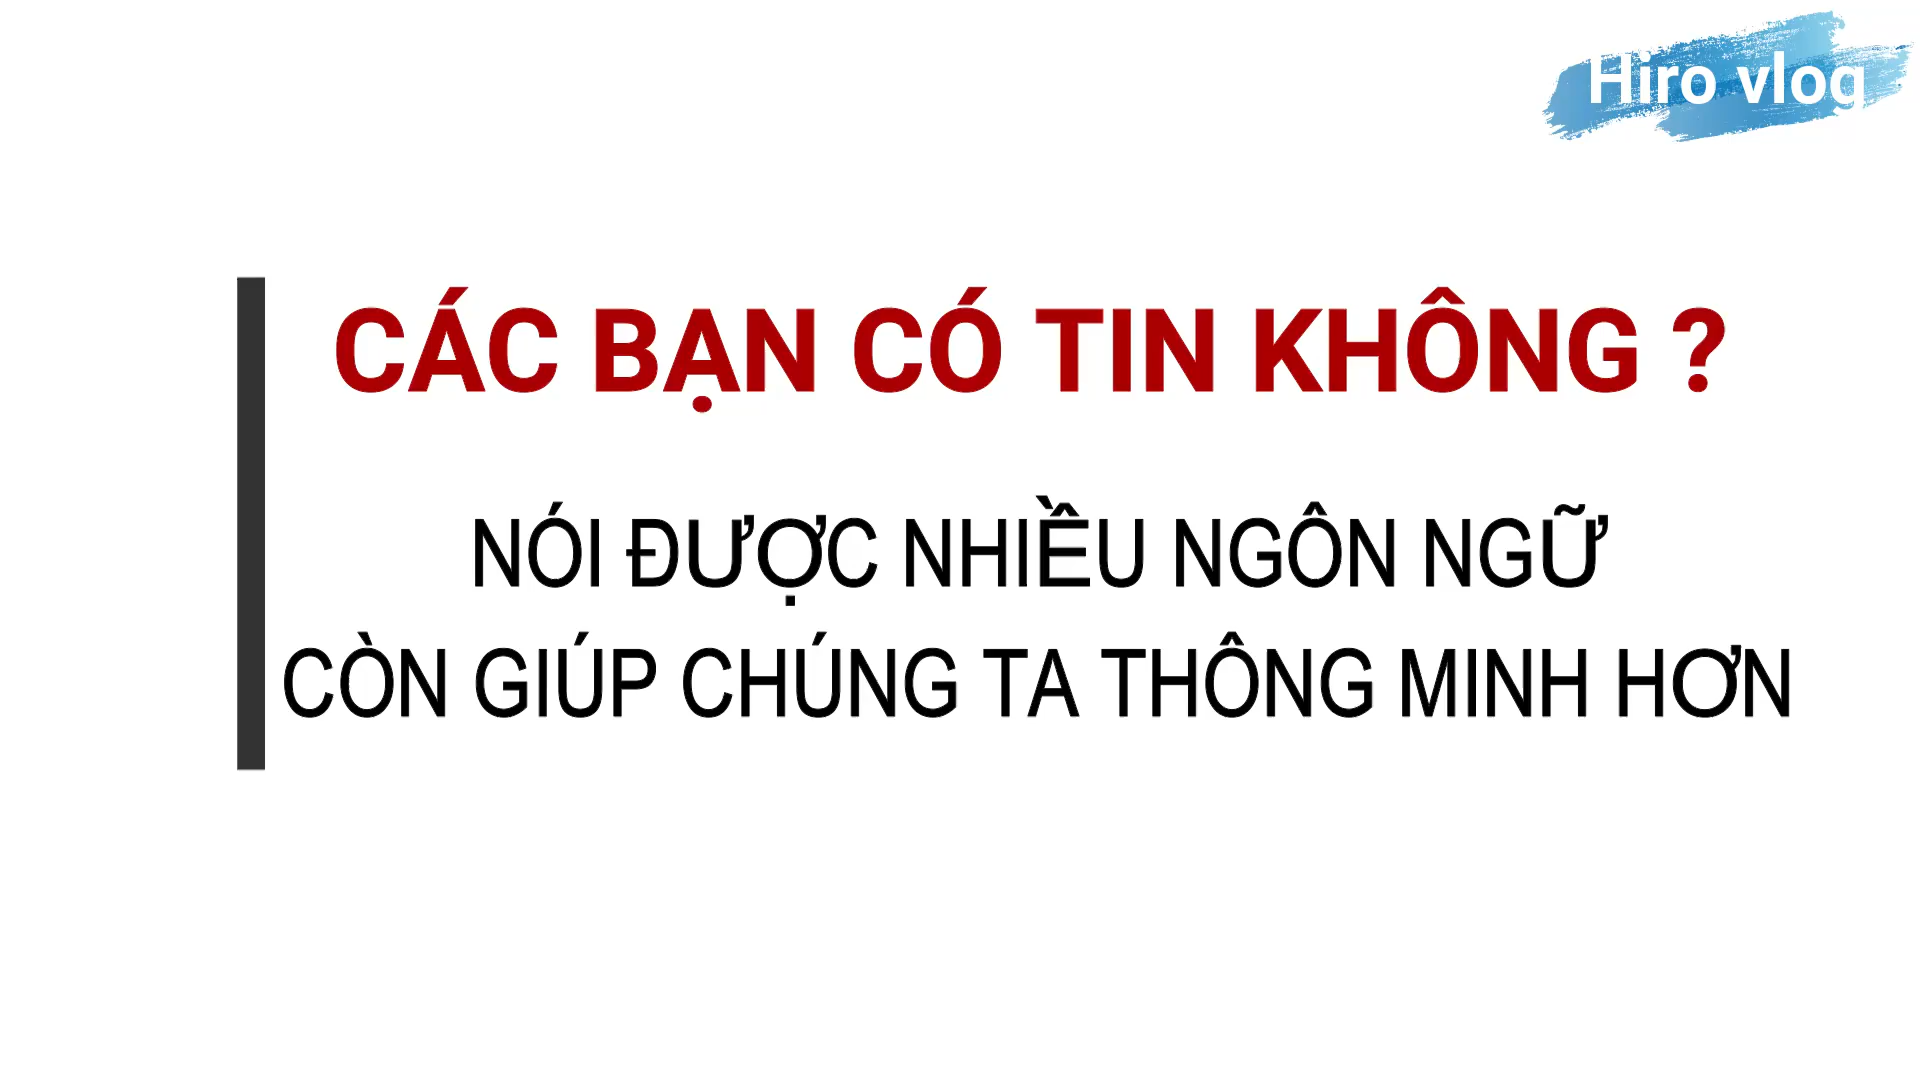 Hiro vlog
CÁC BẠN CÓ TIN KHÔNG ?
NÓI ĐƯỢC NHIỀU NGÔN NGỮ
CÒN GIÚP CHÚNG TA THÔNG MINH HƠN